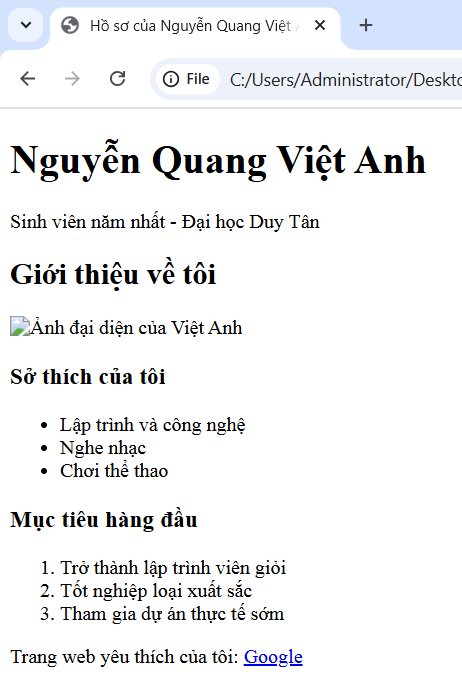 Hồ sơ của Nguyễn Quang Việt
File
C:/Users/Administrator/Deskto
Nguyễn Quang Việt Anh
Sinh viên năm nhất - Đại học Duy Tân
Giới thiệu về tôi
Ảnh đại diện của Việt Anh
Sở thích của tôi
• Lập trình và công nghệ
• Nghe nhạc
• Chơi thể thao
Mục tiêu hàng đầu
1. Trở thành lập trình viên giỏi
2. Tốt nghiệp loại xuất sắc
3. Tham gia dự án thực tế sớm
Trang web yêu thích của tôi: Google